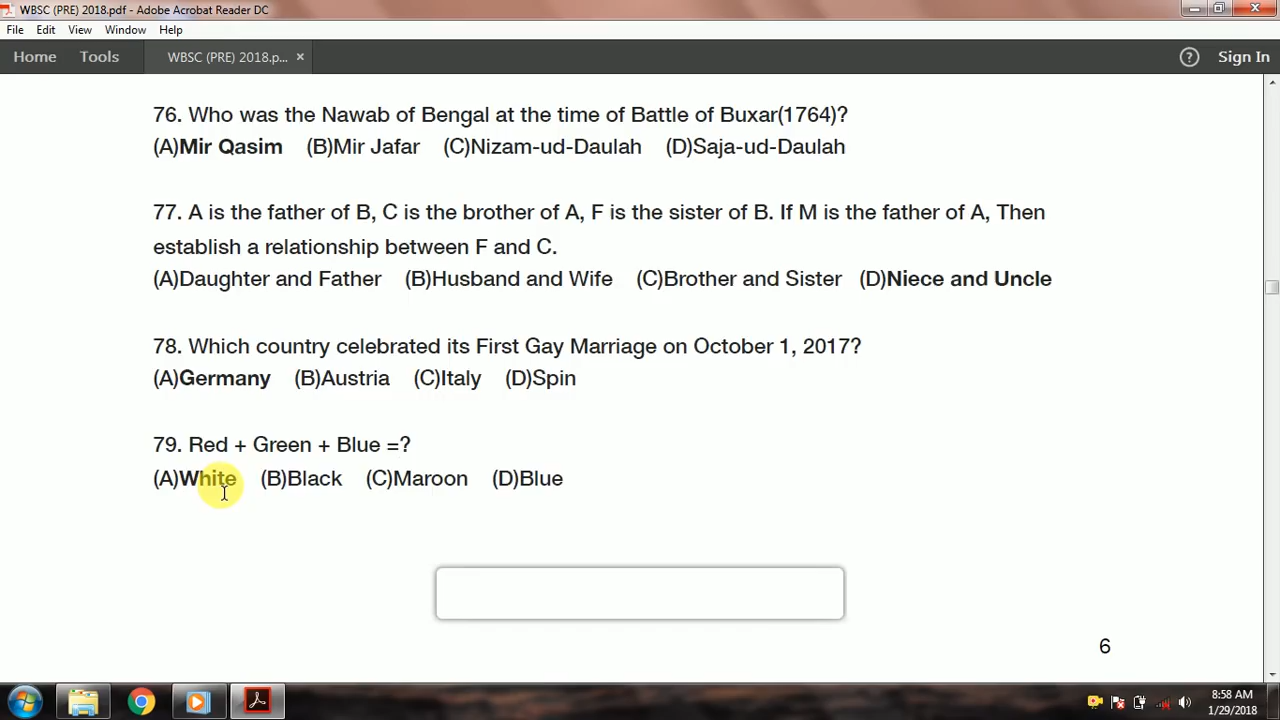 WBSC (PRE) 2018.pdf - Adobe Acrobat Reader DC
File Edit View Window Help
Home Tools WBSC (PRE) 2018.p... × ? Sign In
76. Who was the Nawab of Bengal at the time of Battle of Buxar(1764)?
(A)Mir Qasim (B)Mir Jafar (C)Nizam-ud-Daulah (D)Saja-ud-Daulah
77. A is the father of B, C is the brother of A, F is the sister of B. If M is the father of A, Then
establish a relationship between F and C.
(A)Daughter and Father (B)Husband and Wife (C)Brother and Sister (D)Niece and Uncle
78. Which country celebrated its First Gay Marriage on October 1, 2017?
(A)Germany (B)Austria (C)Italy (D)Spin
79. Red + Green + Blue =?
(A)White (B)Black (C)Maroon (D)Blue
6
8:58 AM
1/29/2018